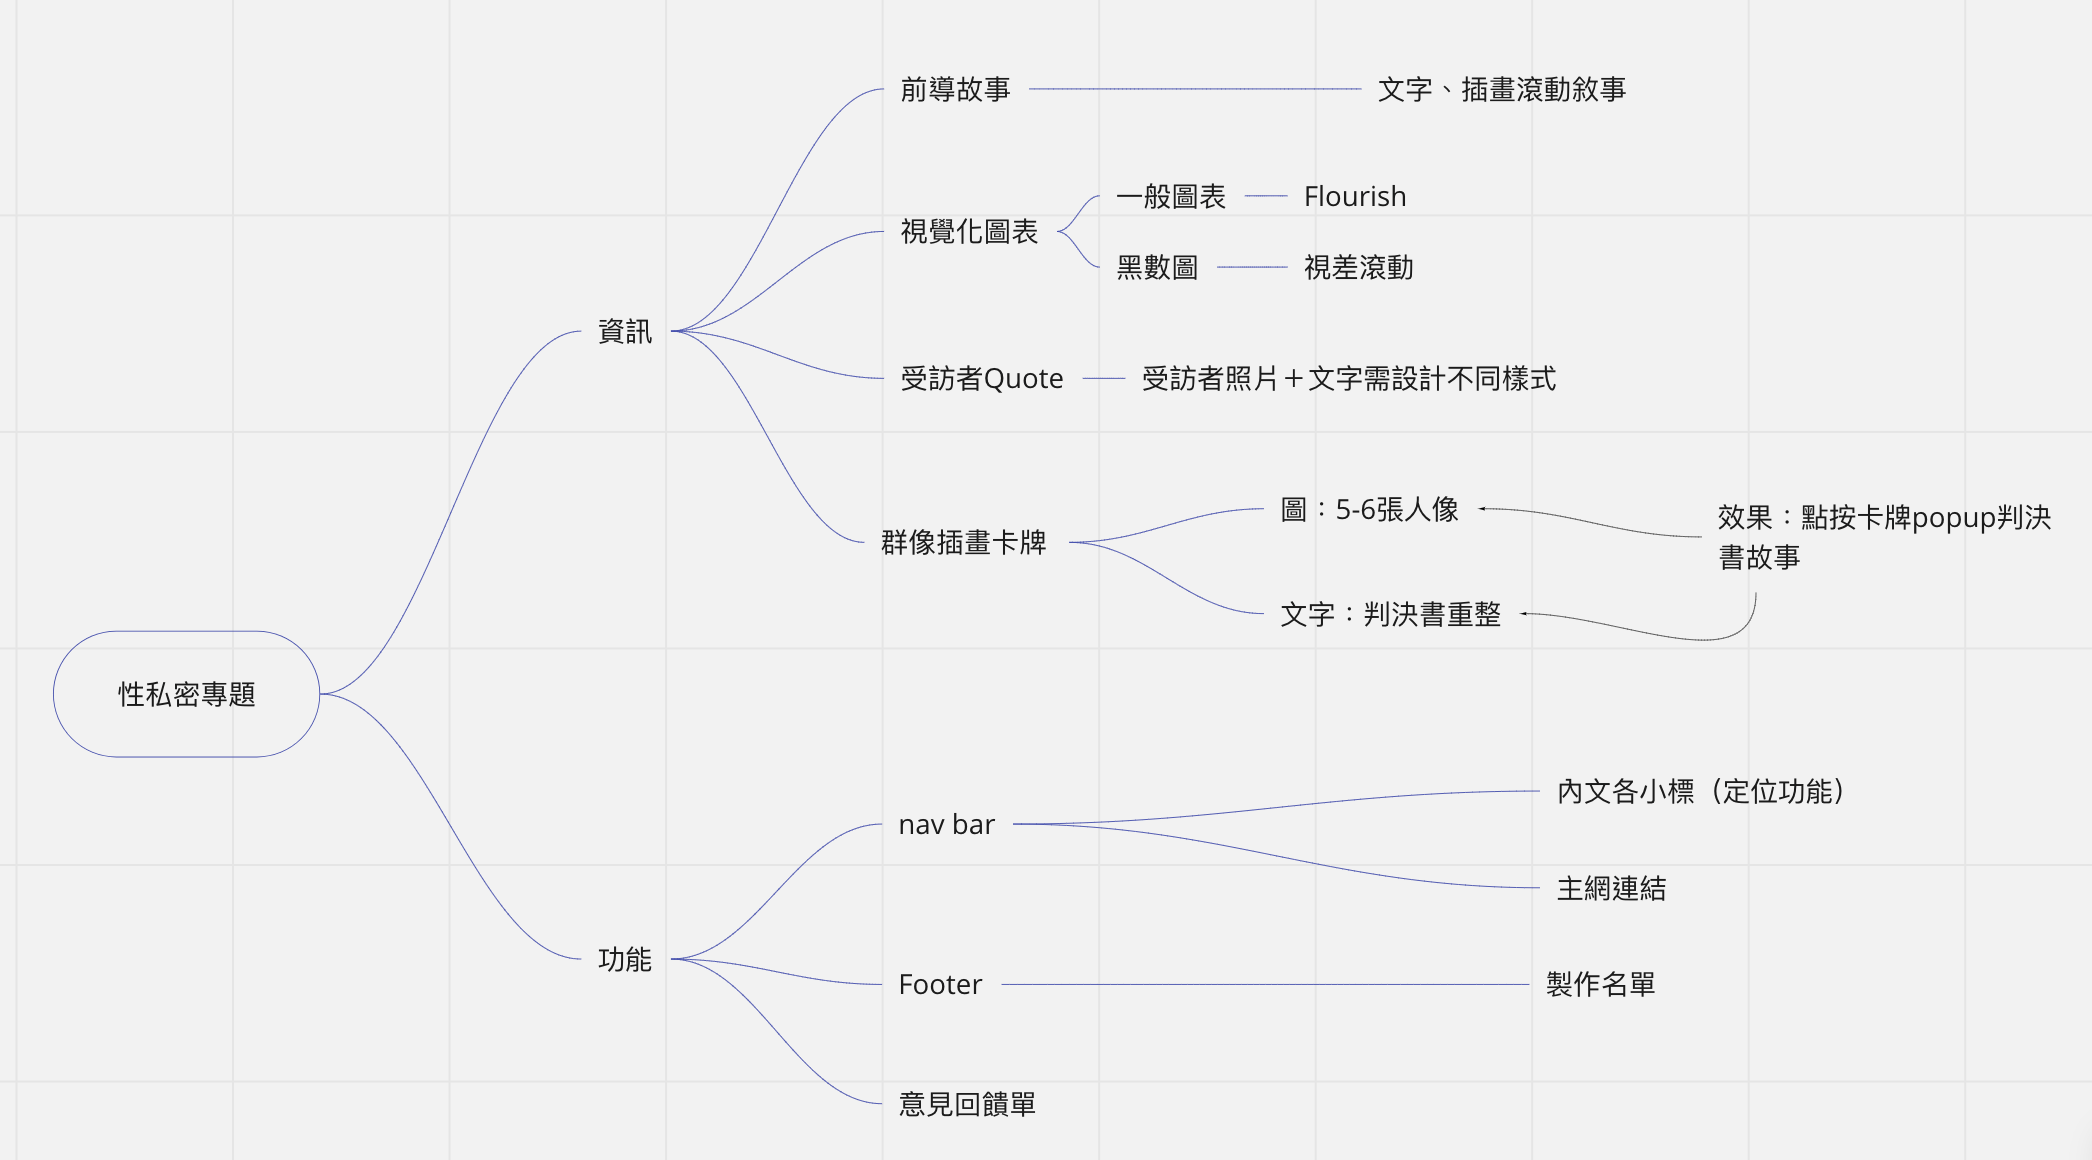 前導故事
文字、插畫滾動敘事
一般圖表
Flourish
視覺化圖表
黑數圖
視差滾動
資訊
受訪者Quote
受訪者照片＋文字需設計不同樣式
圖：5-6張人像
效果：點按卡牌popup判決
書故事
群像插畫卡牌
文字：判決書重整
性私密專題
內文各小標（定位功能）
nav bar
主網連結
功能
Footer
製作名單
意見回饋單